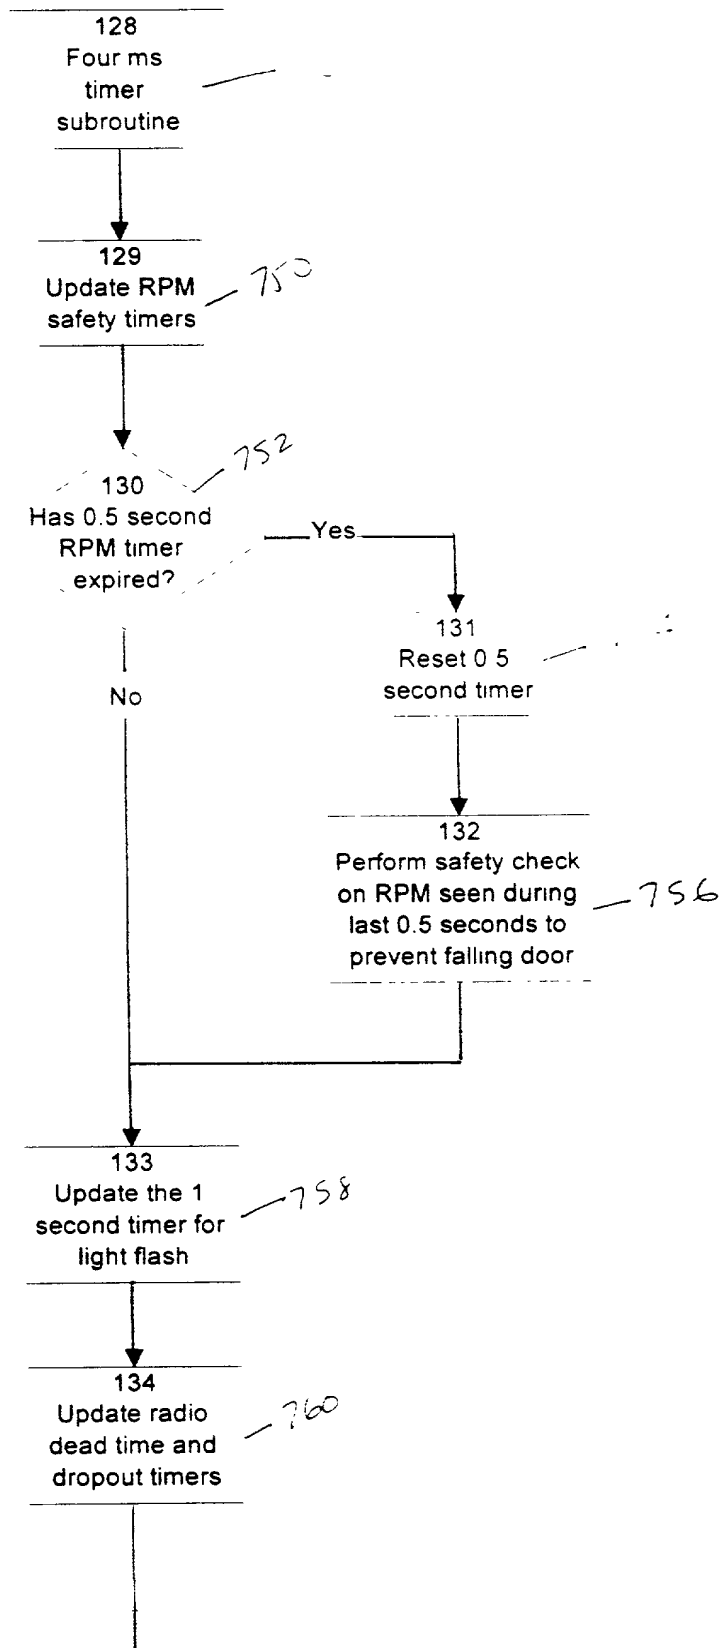 128
Four ms
timer
subroutine
129
Update RPM
safety timers
750
130
Has 0.5 second
RPM timer
expired?
752
Yes
No
131
Reset 0 5
second timer
132
Perform safety check
on RPM seen during
last 0.5 seconds to
prevent falling door
756
133
Update the 1
second timer for
light flash
758
134
Update radio
dead time and
dropout timers
760